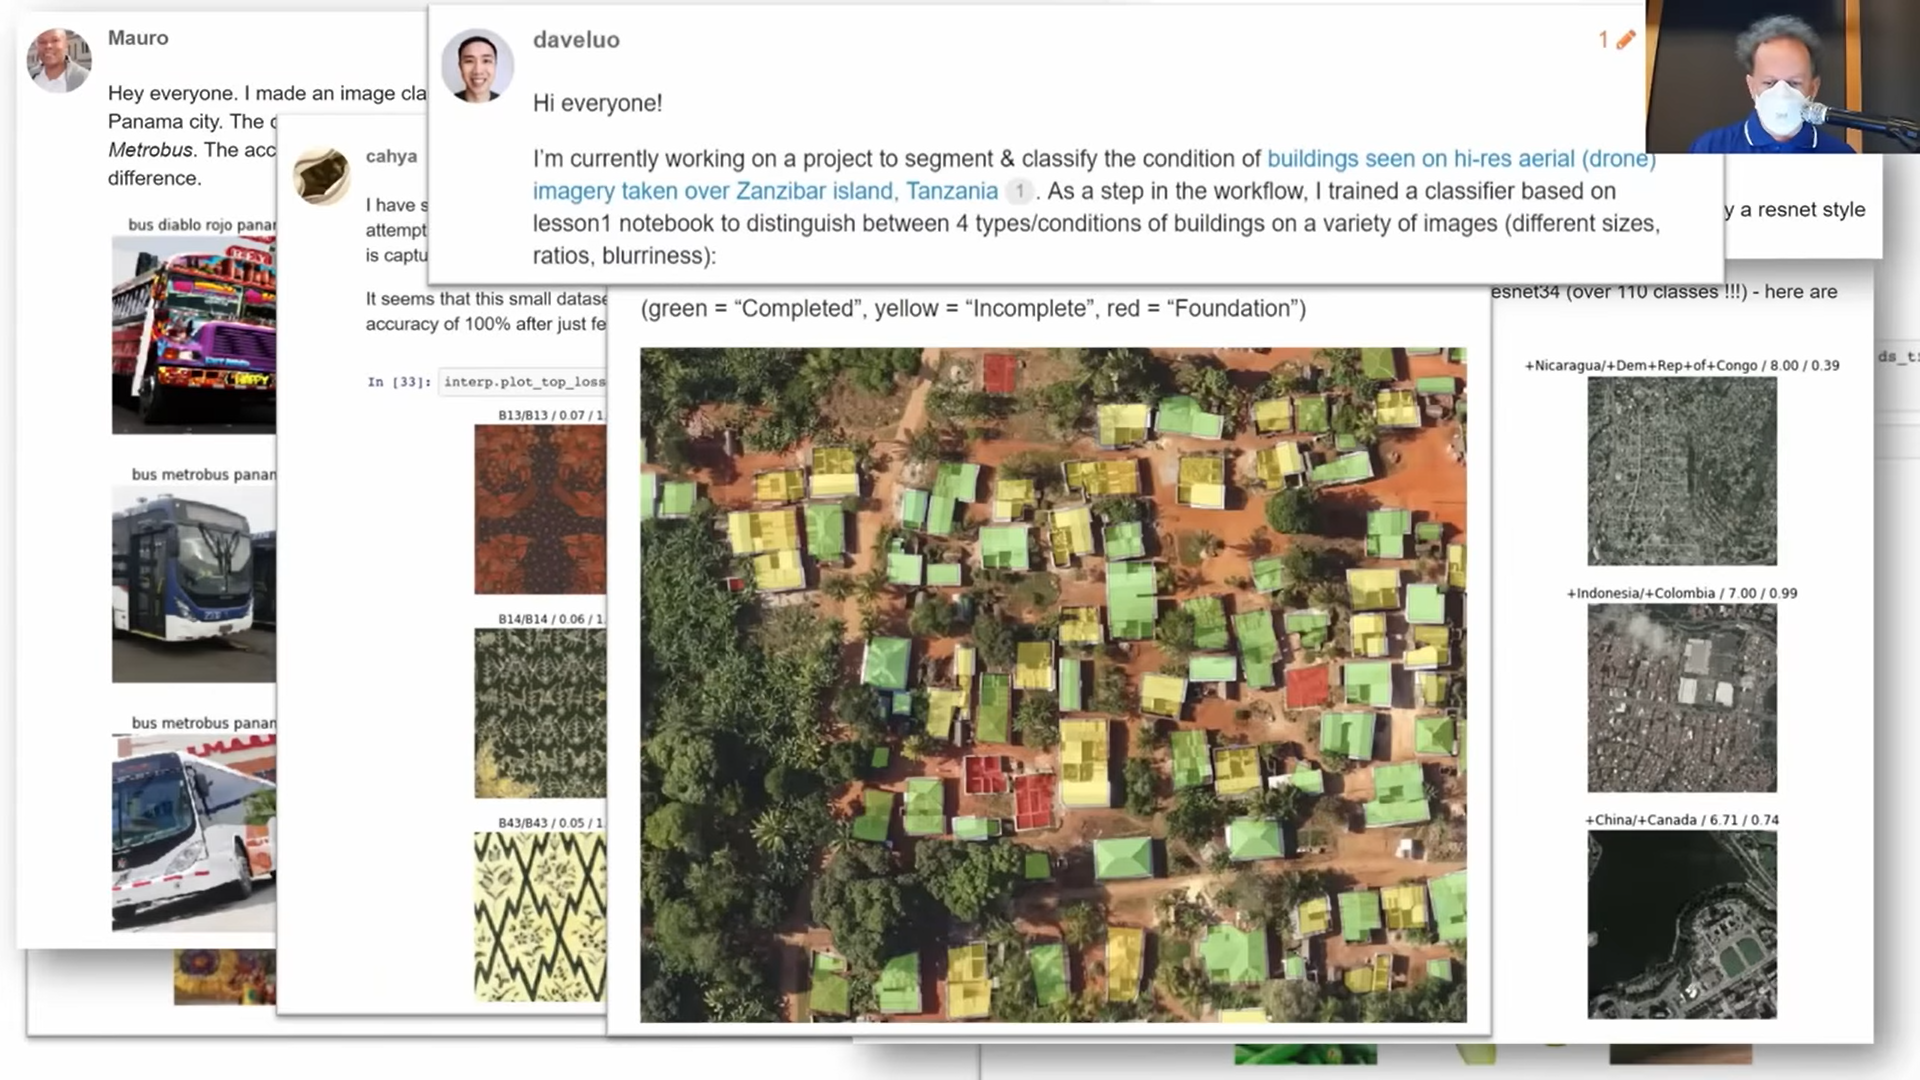 Mauro
Hey everyone. I made an image cla
Panama city. The
Metrobus. The acc
difference.
bus diablo rojo panar
bus metrobus panan
bus metrobus panan
cahya
I have s
attempt
is captu
It seems that this small datase
accuracy of 100% after just fe
In [33]: interp.plot_top_loss
B13/B13 / 0.07 / 1.
B14/B14 / 0.06 / 1.
B43/B43 / 0.05 / 1.
daveluo
1
Hi everyone!
I'm currently working on a project to segment & classify the condition of buildings seen on hi-res aerial (drone)
imagery taken over Zanzibar island, Tanzania 1 . As a step in the workflow, I trained a classifier based on
lesson1 notebook to distinguish between 4 types/conditions of buildings on a variety of images (different sizes,
ratios, blurriness):
(green = “Completed”, yellow = “Incomplete”, red = “Foundation”)
y a resnet style
esnet34 (over 110 classes !!!) - here are
+Nicaragua/+Dem+Rep+of+Congo / 8.00 / 0.39
+Indonesia/+Colombia / 7.00 / 0.99
+China/+Canada / 6.71 / 0.74